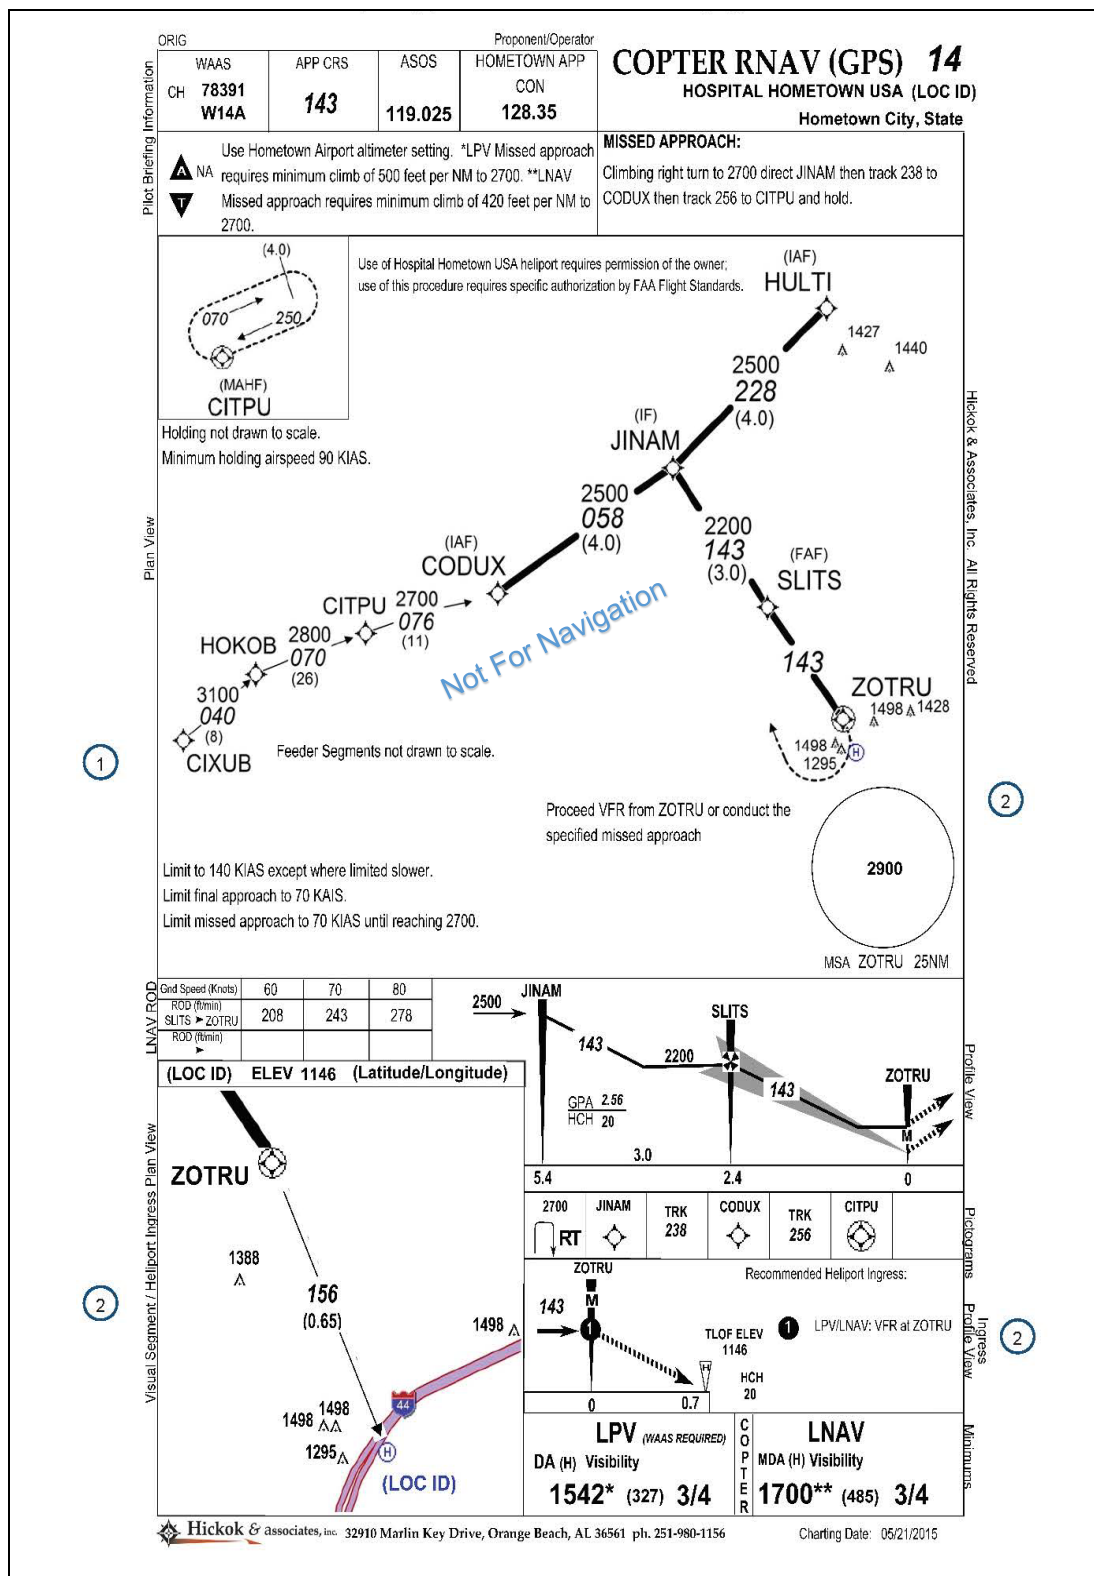 ORIG
Proponent/Operator
WAAS
CH 78391
W14A
APP CRS
143
ASOS
119.025
HOMETOWN APP
CON
128.35
COPTER RNAV (GPS) 14
HOSPITAL HOMETOWN USA (LOC ID)
Hometown City, State
Pilot Briefing Information
A NA
T
Use Hometown Airport altimeter setting. *LPV Missed approach
requires minimum climb of 500 feet per NM to 2700. **LNAV
Missed approach requires minimum climb of 420 feet per NM to
2700.
MISSED APPROACH:
Climbing right turn to 2700 direct JINAM then track 238 to
CODUX then track 256 to CITPU and hold.
(4.0)
070
250
(MAHF)
CITPU
Holding not drawn to scale.
Minimum holding airspeed 90 KIAS.
Use of Hospital Hometown USA heliport requires permission of the owner;
use of this procedure requires specific authorization by FAA Flight Standards.
(IAF)
HULTI
1427
1440
2500
228
(4.0)
(IF)
JINAM
2500
058
(4.0)
(IAF)
CODUX
2200
143
(3.0)
(FAF)
SLITS
CITPU
2700
076
(11)
HOKOB
2800
070
(26)
3100
040
(8)
CIXUB
143
ZOTRU
1498
1428
1498
1295
H
Not For Navigation
Feeder Segments not drawn to scale.
Plan View
Hickok & Associates, Inc. All Rights Reserved
1
2
Proceed VFR from ZOTRU or conduct the
specified missed approach
2900
MSA ZOTRU 25NM
Limit to 140 KIAS except where limited slower.
Limit final approach to 70 KAIS.
Limit missed approach to 70 KIAS until reaching 2700.
LNAV ROD
Gnd Speed (Knots) 60 70 80
ROD (ft/min)
SLITS ➤ ZOTRU 208 243 278
ROD (ft/min)
➤
(LOC ID) ELEV 1146 (Latitude/Longitude)
JINAM
2500
143
2200
SLITS
143
ZOTRU
M
GPA 2.56
HCH 20
3.0
5.4
2.4
0
Profile View
Visual Segment / Heliport Ingress Plan View
2
ZOTRU
1388
156
(0.65)
1498
44
1498
1498
1295
H
(LOC ID)
2700
RT
JINAM
TRK
238
CODUX
TRK
256
CITPU
Pictograms
ZOTRU
M
143
1
Recommended Heliport Ingress:
1 LPV/LNAV: VFR at ZOTRU
TLOF ELEV
1146
H
HCH
20
0
0.7
Ingress
Profile View
2
LPV (WAAS REQUIRED)
DA (H) Visibility
1542* (327) 3/4
COPTER
LNAV
MDA (H) Visibility
1700** (485) 3/4
Minimums
Hickok & associates, inc. 32910 Marlin Key Drive, Orange Beach, AL 36561 ph. 251-980-1156
Charting Date: 05/21/2015